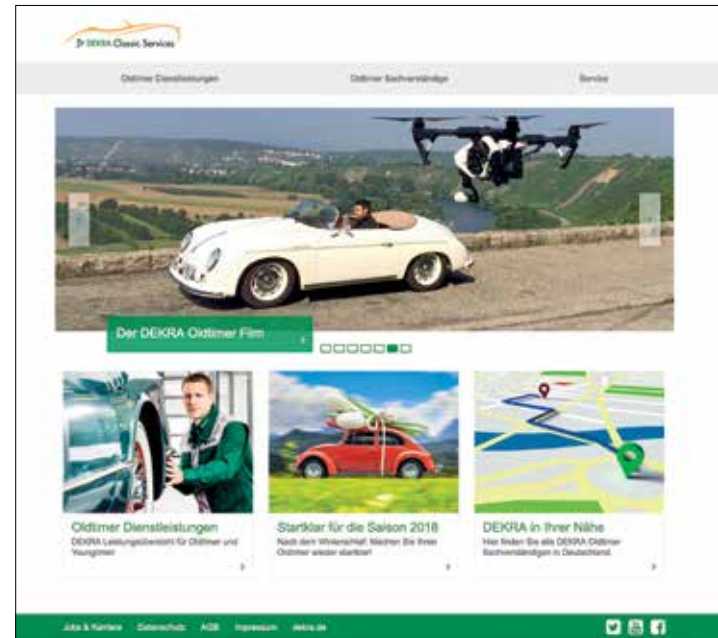 DEKRA Classic Services
Oldtimer Dienstleistungen
Oldtimer Sachverständige
Service
Der DEKRA Oldtimer Film
Oldtimer Dienstleistungen
DEKRA Leistungsübersicht für Oldtimer und
Youngtimer
Startklar für die Saison 2018
Nach dem Winterschlaf: Machen Sie Ihren
Oldtimer wieder startklar!
DEKRA in Ihrer Nähe
Hier finden Sie alle DEKRA Oldtimer
Sachverständigen in Deutschland.
Jobs & Karriere
Datenschutz
AGB
Impressum
dekra.de